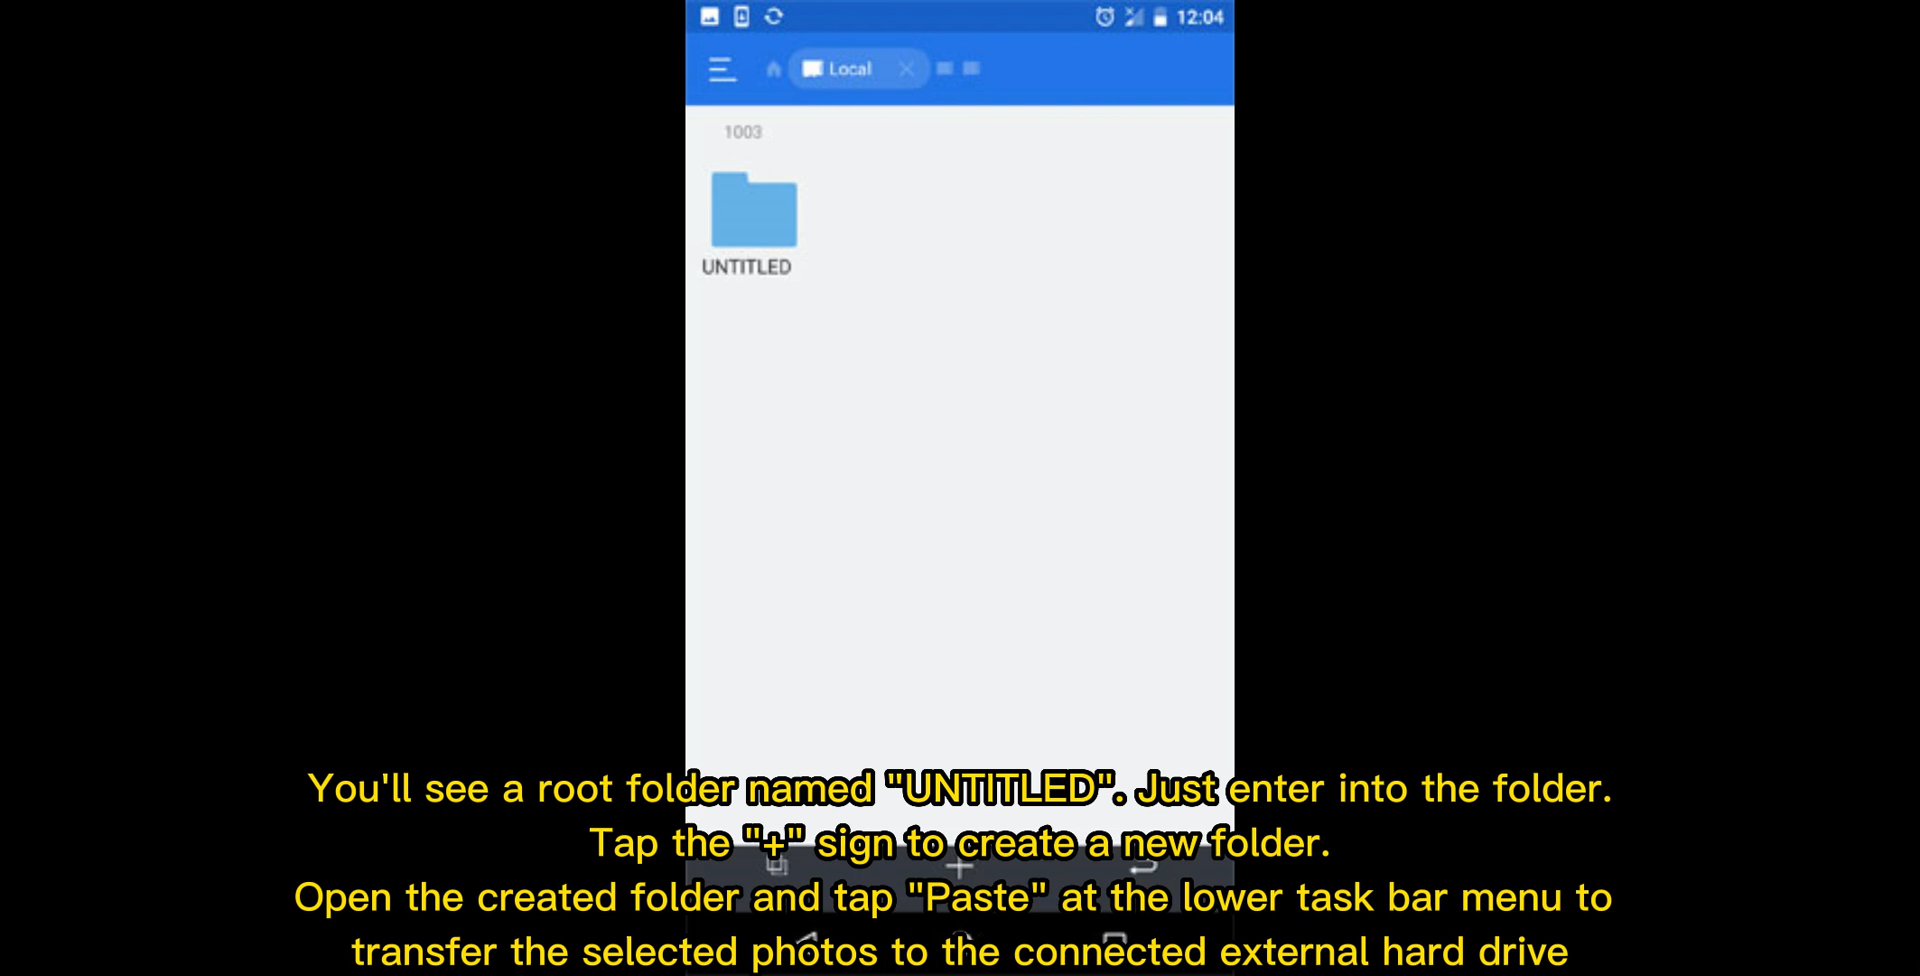 12:04
Local
1003
UNTITLED
You'll see a root folder named "UNTITLED". Just enter into the folder.
Tap the "+" sign to create a new folder.
Open the created folder and tap "Paste" at the lower task bar menu to
transfer the selected photos to the connected external hard drive